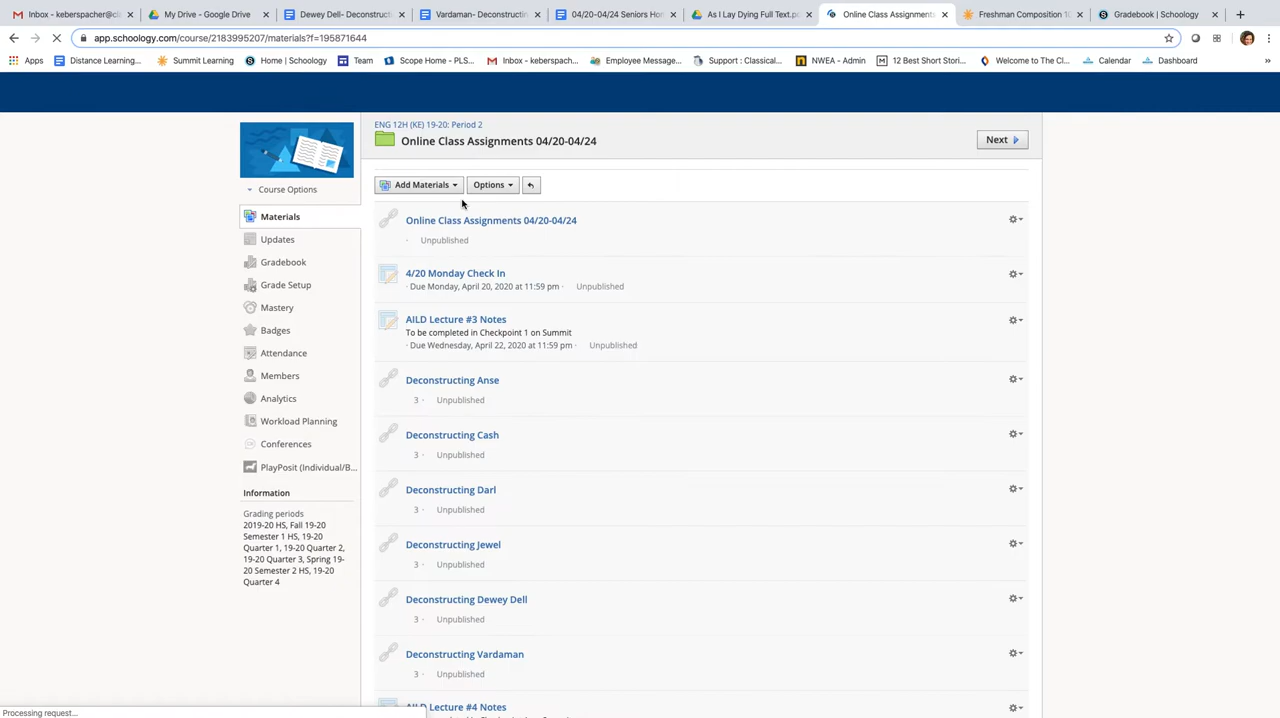 Inbox - keberspacher@cl
My Drive - Google Drive
Dewey Dell- Deconstruct
Vardaman- Deconstructin
04/20-04/24 Seniors Ho
As I Lay Dying Full Text.p
Online Class Assignments
Freshman Composition 10
Gradebook | Schoology
app.schoology.com/course/2183995207/materials?f=195871644
Apps
Distance Learning...
Summit Learning
Home | Schoology
Team
Scope Home - PLS...
Inbox - keberspach...
Employee Message...
Support : Classical...
NWEA - Admin
12 Best Short Stori...
Welcome to The Cl...
Calendar
Dashboard
»
ENG 12H (KE) 19-20: Period 2
Online Class Assignments 04/20-04/24
Next
Course Options
Add Materials
Options
Materials
Updates
Gradebook
Grade Setup
Mastery
Badges
Attendance
Members
Analytics
Workload Planning
Conferences
PlayPosit (Individual/B...
Information
Grading periods
2019-20 HS, Fall 19-20
Semester 1 HS, 19-20
Quarter 1, 19-20 Quarter 2,
19-20 Quarter 3, Spring 19-
20 Semester 2 HS, 19-20
Quarter 4
Online Class Assignments 04/20-04/24
· Unpublished
4/20 Monday Check In
· Due Monday, April 20, 2020 at 11:59 pm · Unpublished
AILD Lecture #3 Notes
To be completed in Checkpoint 1 on Summit
· Due Wednesday, April 22, 2020 at 11:59 pm · Unpublished
Deconstructing Anse
3 · Unpublished
Deconstructing Cash
3 · Unpublished
Deconstructing Darl
3 · Unpublished
Deconstructing Jewel
3 · Unpublished
Deconstructing Dewey Dell
3 · Unpublished
Deconstructing Vardaman
3 · Unpublished
AILD Lecture #4 Notes
Processing request...